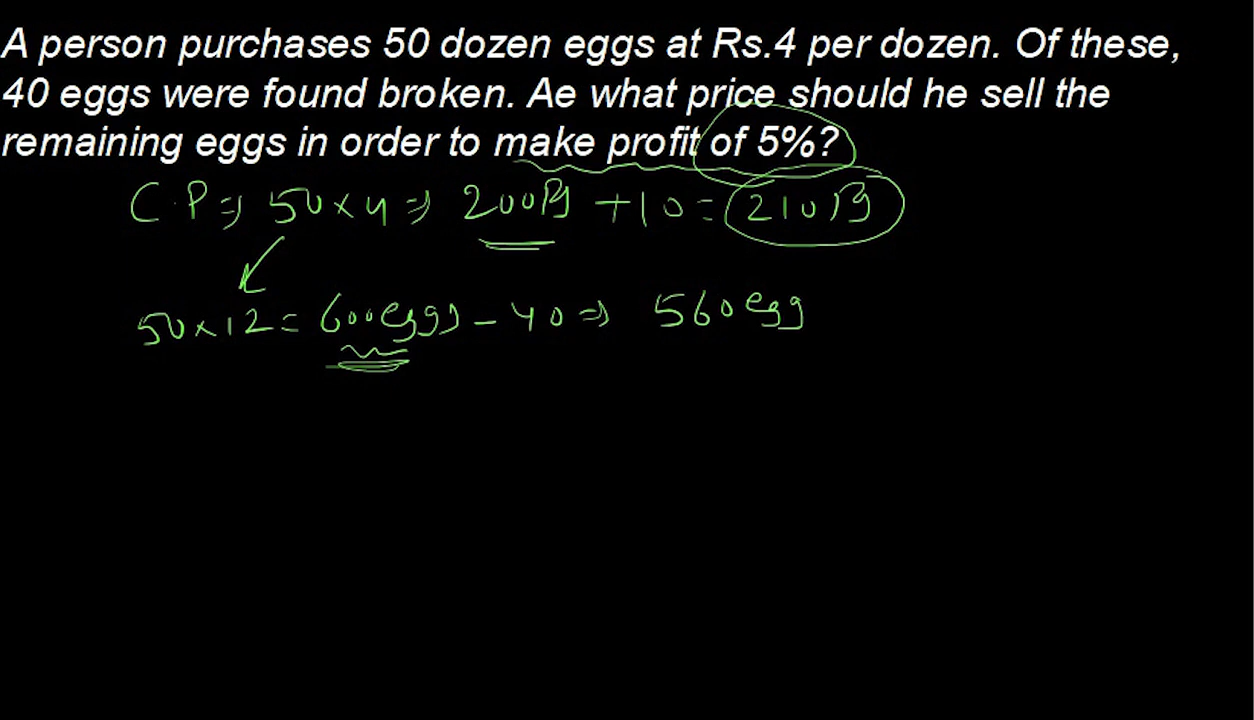 A person purchases 50 dozen eggs at Rs.4 per dozen. Of these,
40 eggs were found broken. Ae what price should he sell the
remaining eggs in order to make profit of 5%?
C.P ⇒ 50×4 ⇒ 200Rs +10 = 210Rs
50×12 = 600eggs - 40 ⇒ 560egg